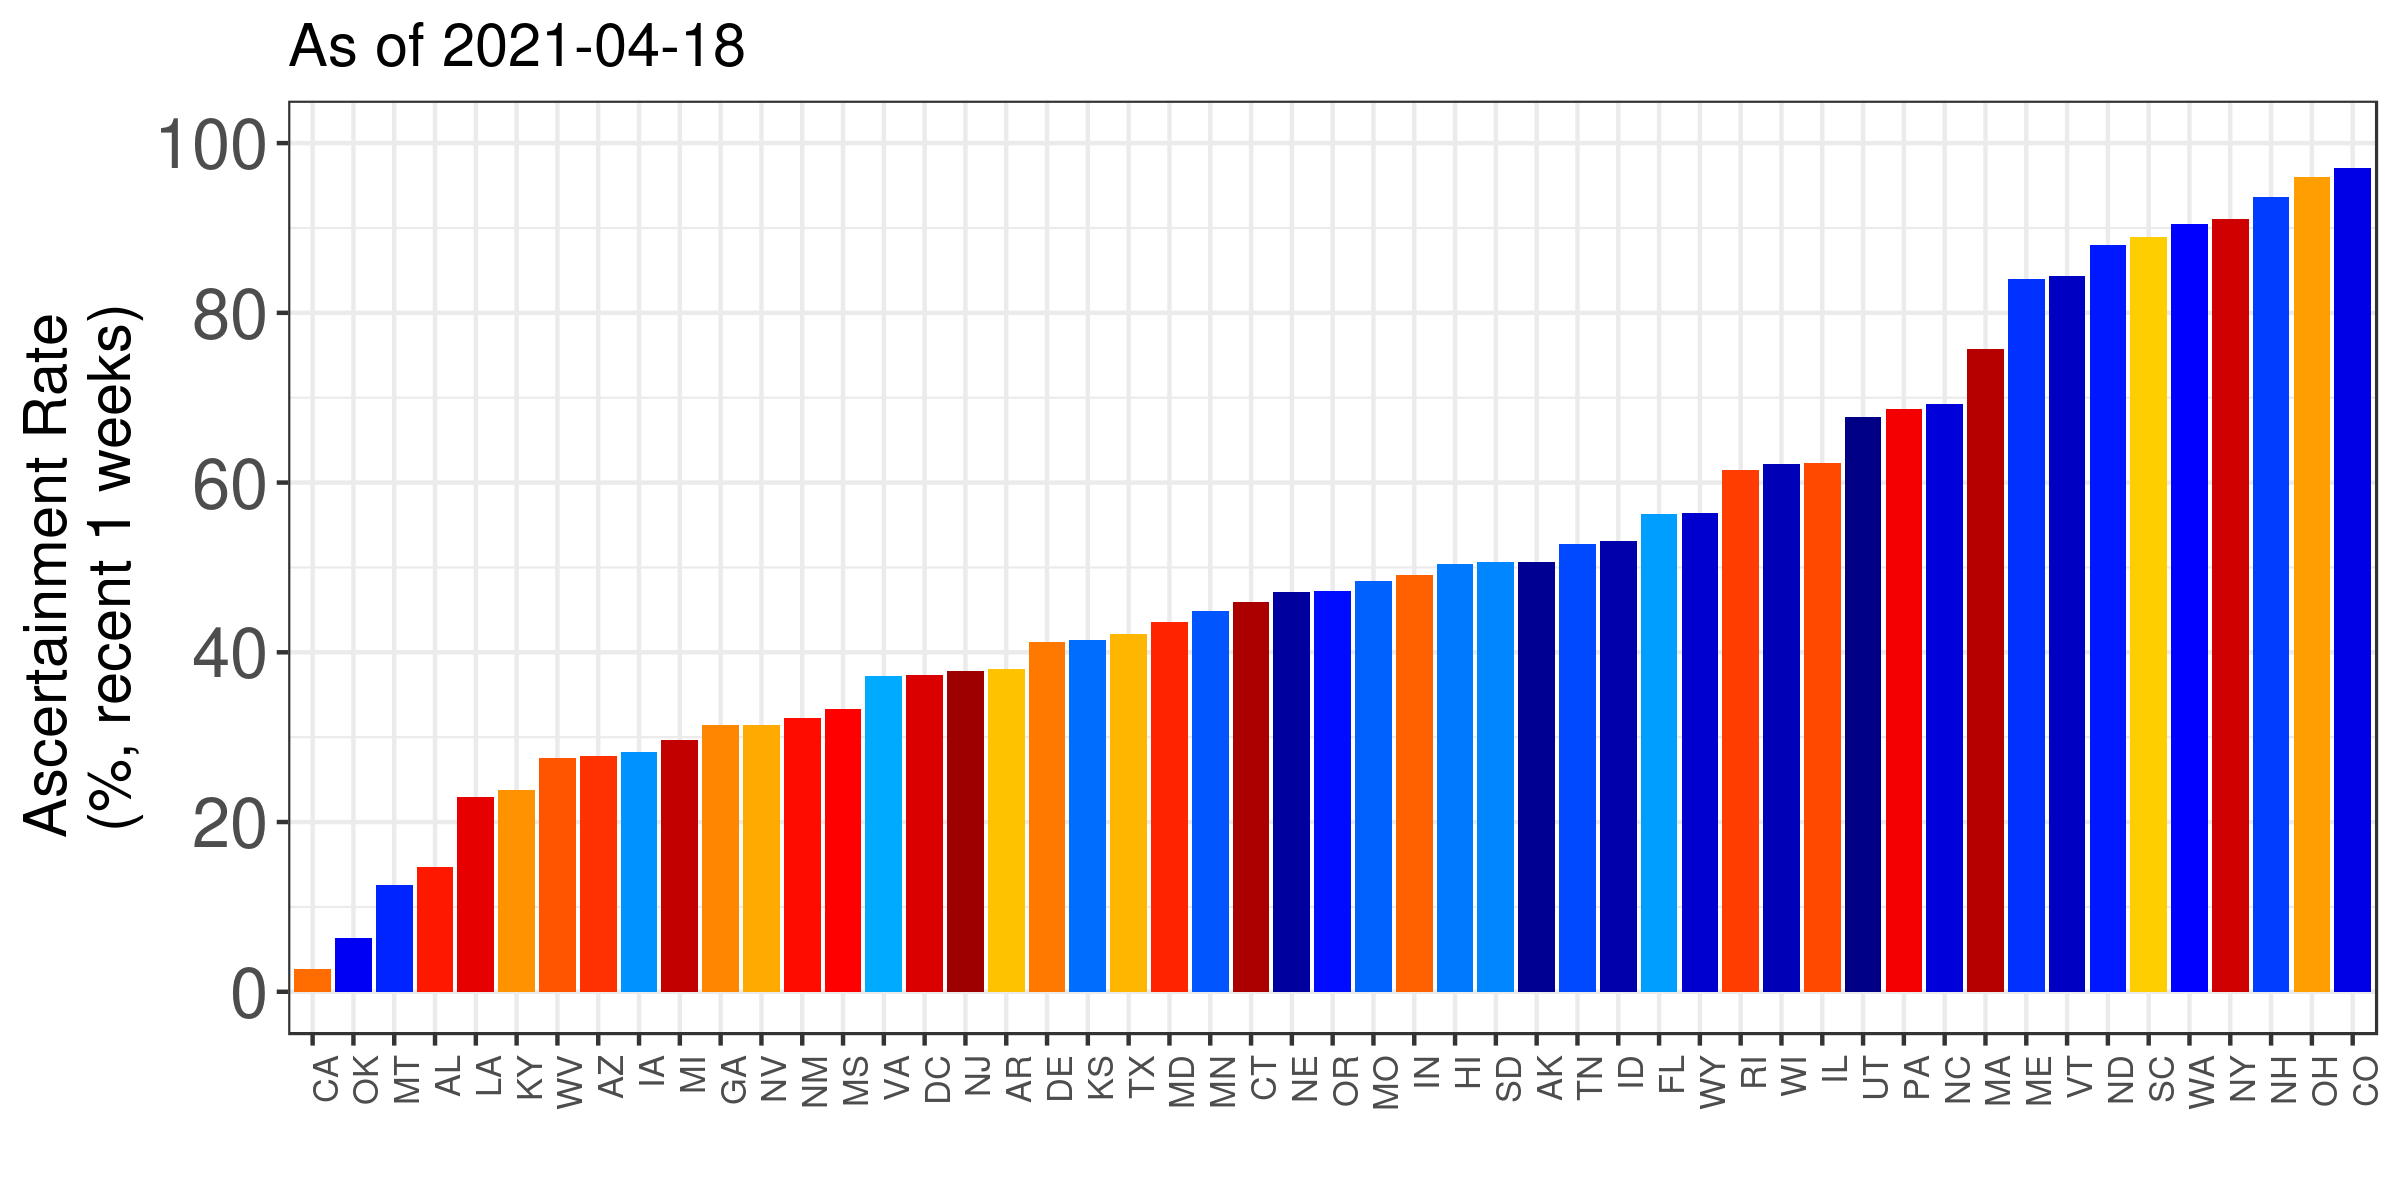 As of 2021-04-18
Ascertainment Rate
(%, recent 1 weeks)
100
80
60
40
20
0
CA OK MT AL LA KY WV AZ IA MI GA NV NM MS VA DC NJ AR DE KS TX MD MN CT NE OR MO IN HI SD AK TN ID FL WY RI WI IL UT PA NC MA ME VT ND SC WA NY NH OH CO